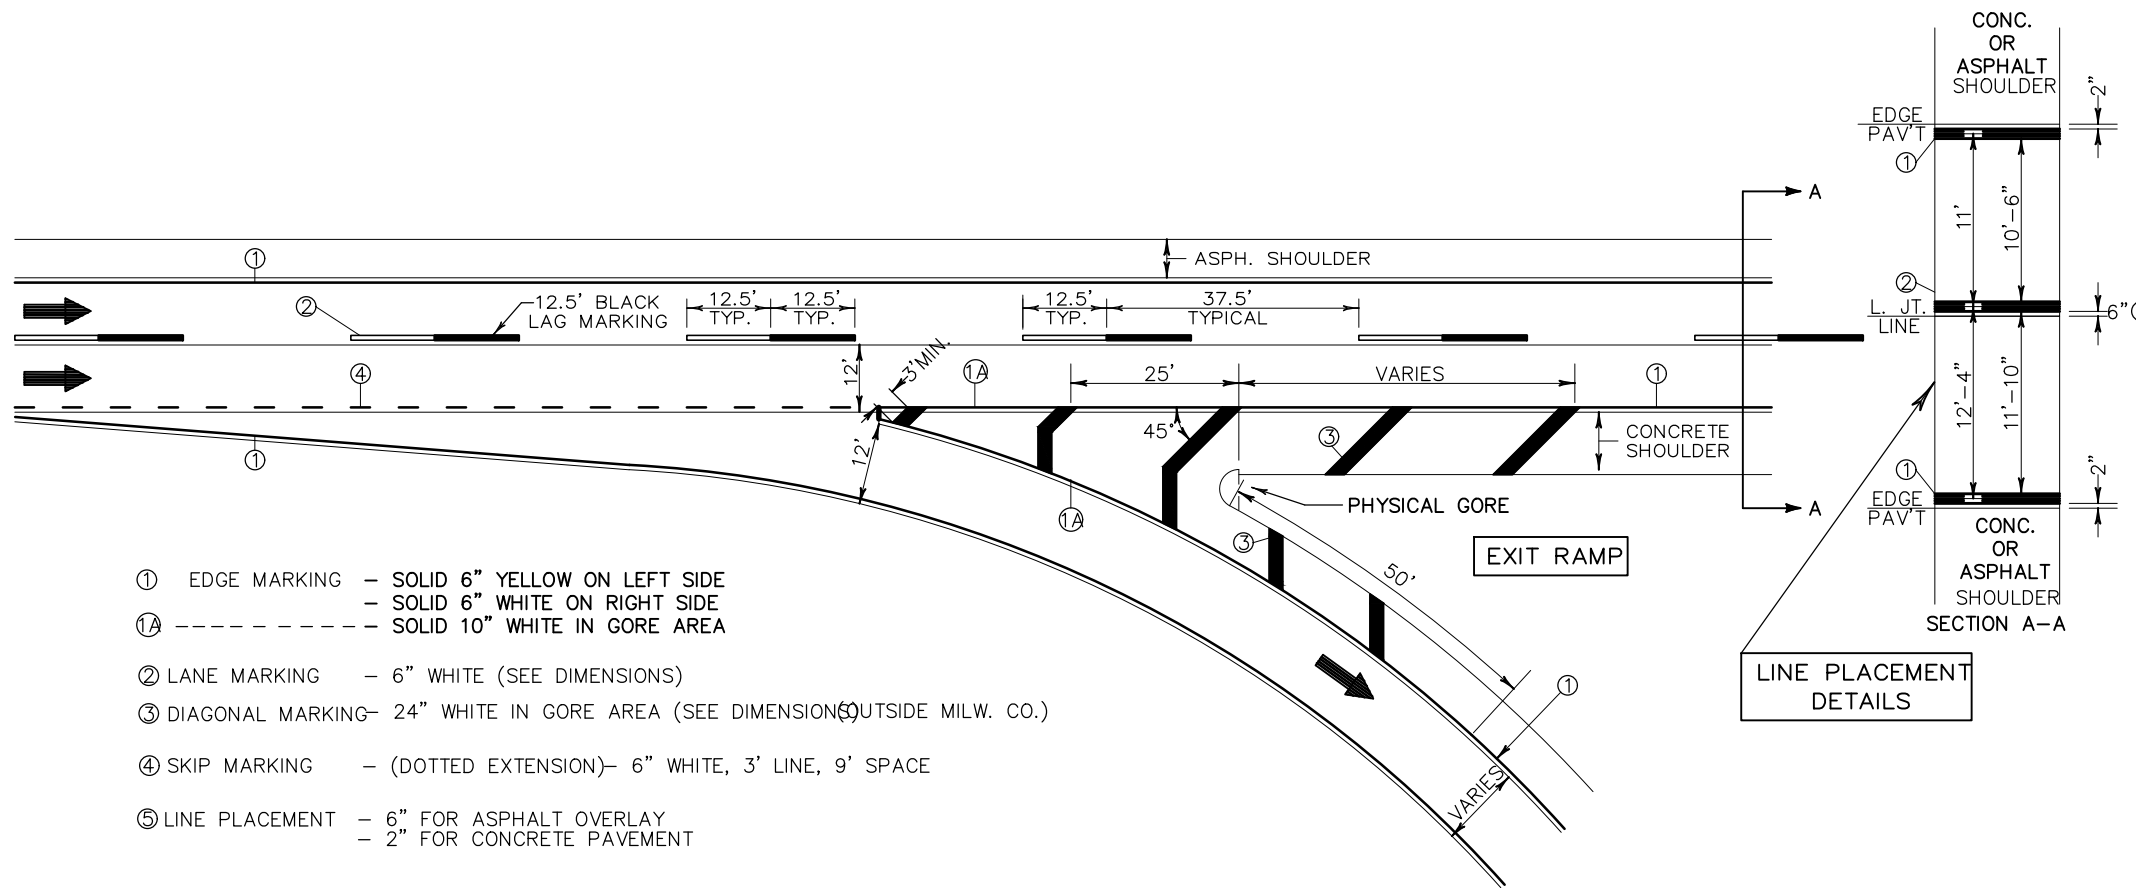 CONC.
OR
ASPHALT
SHOULDER
2"
EDGE
PAV'T
①
A
11'
10'-6"
①
ASPH. SHOULDER
②
12.5' BLACK
LAG MARKING
12.5'
TYP.
12.5'
TYP.
12.5'
TYP.
37.5'
TYPICAL
②
L. JT.
LINE
6"(
12'
3'MIN.
④
1A
25'
VARIES
①
12'-4"
11'-10"
45°
③
CONCRETE
SHOULDER
①
12'
①
EDGE
PAV'T
2"
PHYSICAL GORE
A
1A
③
EXIT RAMP
CONC.
OR
ASPHALT
SHOULDER
SECTION A-A
50'
① EDGE MARKING - SOLID 6" YELLOW ON LEFT SIDE
- SOLID 6" WHITE ON RIGHT SIDE
1A - - - - - - - - - - SOLID 10" WHITE IN GORE AREA
② LANE MARKING - 6" WHITE (SEE DIMENSIONS)
③ DIAGONAL MARKING - 24" WHITE IN GORE AREA (SEE DIMENSIONS) (OUTSIDE MILW. CO.)
④ SKIP MARKING - (DOTTED EXTENSION)- 6" WHITE, 3' LINE, 9' SPACE
⑤ LINE PLACEMENT - 6" FOR ASPHALT OVERLAY
- 2" FOR CONCRETE PAVEMENT
①
VARIES
LINE PLACEMENT
DETAILS